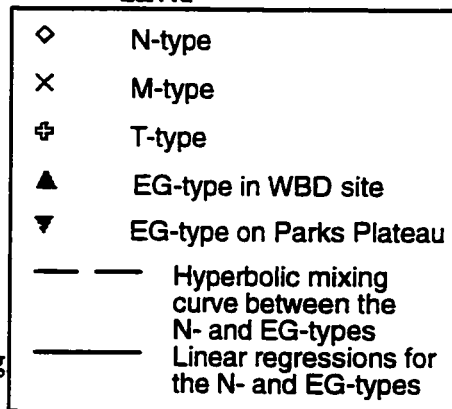 N-type
M-type
T-type
EG-type in WBD site
EG-type on Parks Plateau
Hyperbolic mixing
curve between the
N- and EG-types
Linear regressions for
the N- and EG-types